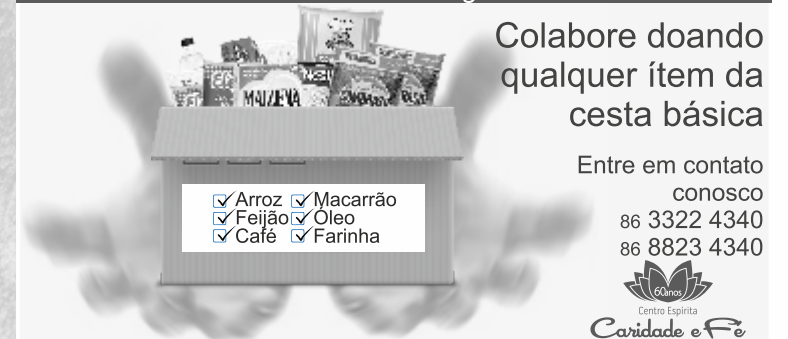 Colabore doando
qualquer ítem da
cesta básica
MAIZENA
Arroz Macarrão
Feijão Óleo
Café Farinha
Entre em contato
conosco
86 3322 4340
86 8823 4340
60anos
Centro Espírita
Caridade e Fé